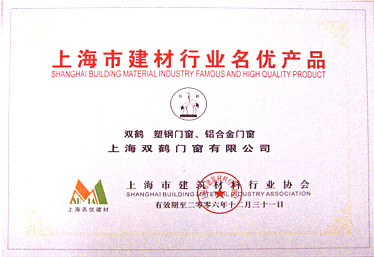 上海市建材行业名优产品
SHANGHAI BUILDING MATERIAL INDUSTRY FAMOUS AND HIGH QUALITY PRODUCT
双鹤 塑钢门窗、铝合金门窗
上海双鹤门窗有限公司
上海名优建材
上海市建筑材料行业协会
SHANGHAI BUILDING MATERIAL INDUSTRY ASSOCIATION
有效期至二零零六年十二月三十一日